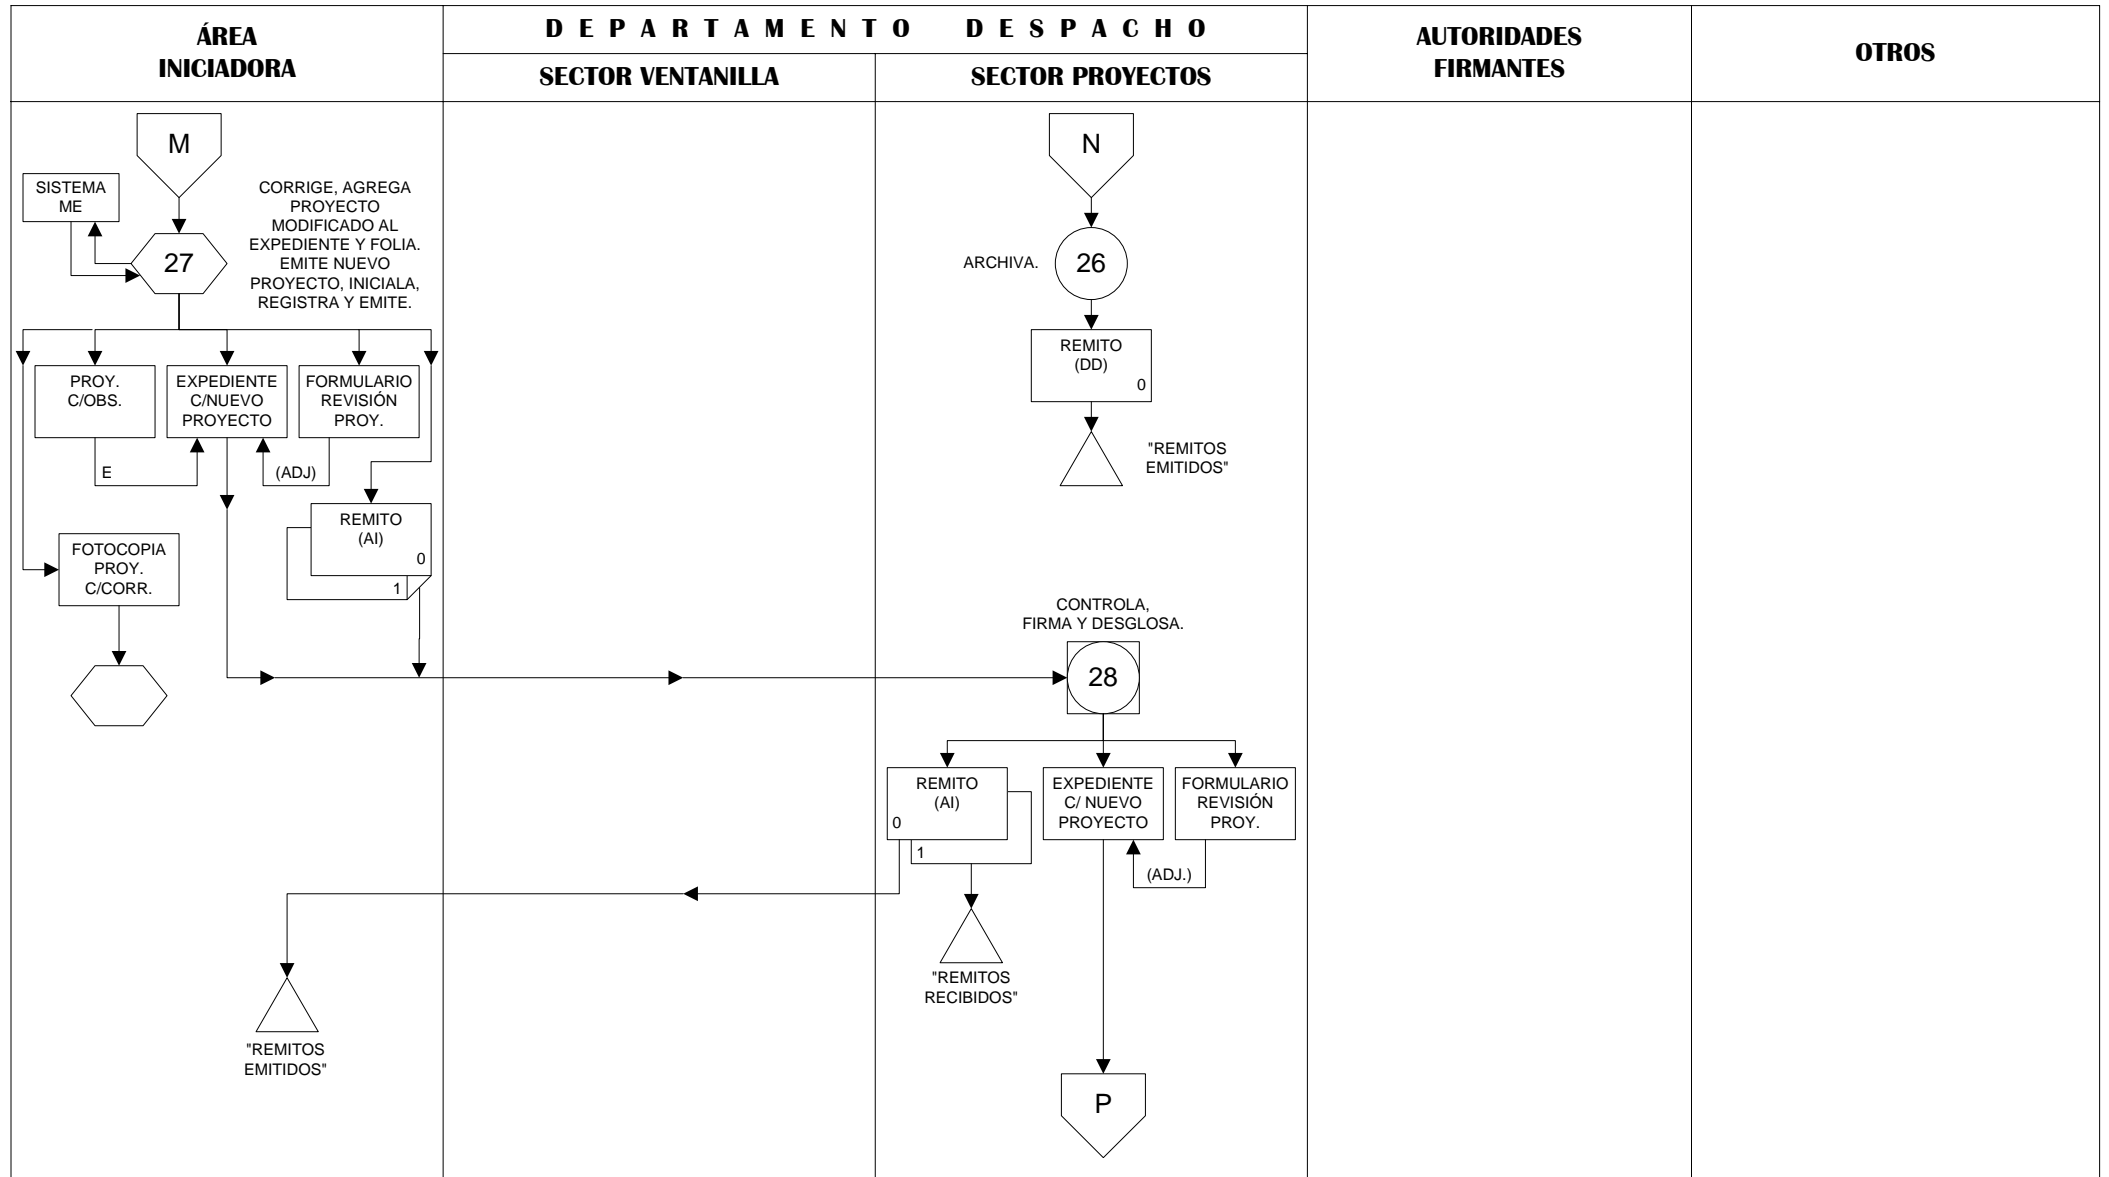 ÁREA
INICIADORA
DEPARTAMENTO DESPACHO
SECTOR VENTANILLA
SECTOR PROYECTOS
AUTORIDADES
FIRMANTES
OTROS
M
SISTEMA
ME
27
CORRIGE, AGREGA
PROYECTO
MODIFICADO AL
EXPEDIENTE Y FOLIA.
EMITE NUEVO
PROYECTO, INICIALA,
REGISTRA Y EMITE.
PROY.
C/OBS.
EXPEDIENTE
C/NUEVO
PROYECTO
FORMULARIO
REVISIÓN
PROY.
E
(ADJ)
REMITO
(AI)
0
1
FOTOCOPIA
PROY.
C/CORR.
N
ARCHIVA.
26
REMITO
(DD)
0
"REMITOS
EMITIDOS"
CONTROLA,
FIRMA Y DESGLOSA.
28
REMITO
(AI)
0
1
EXPEDIENTE
C/ NUEVO
PROYECTO
FORMULARIO
REVISIÓN
PROY.
(ADJ.)
"REMITOS
RECIBIDOS"
"REMITOS
EMITIDOS"
P